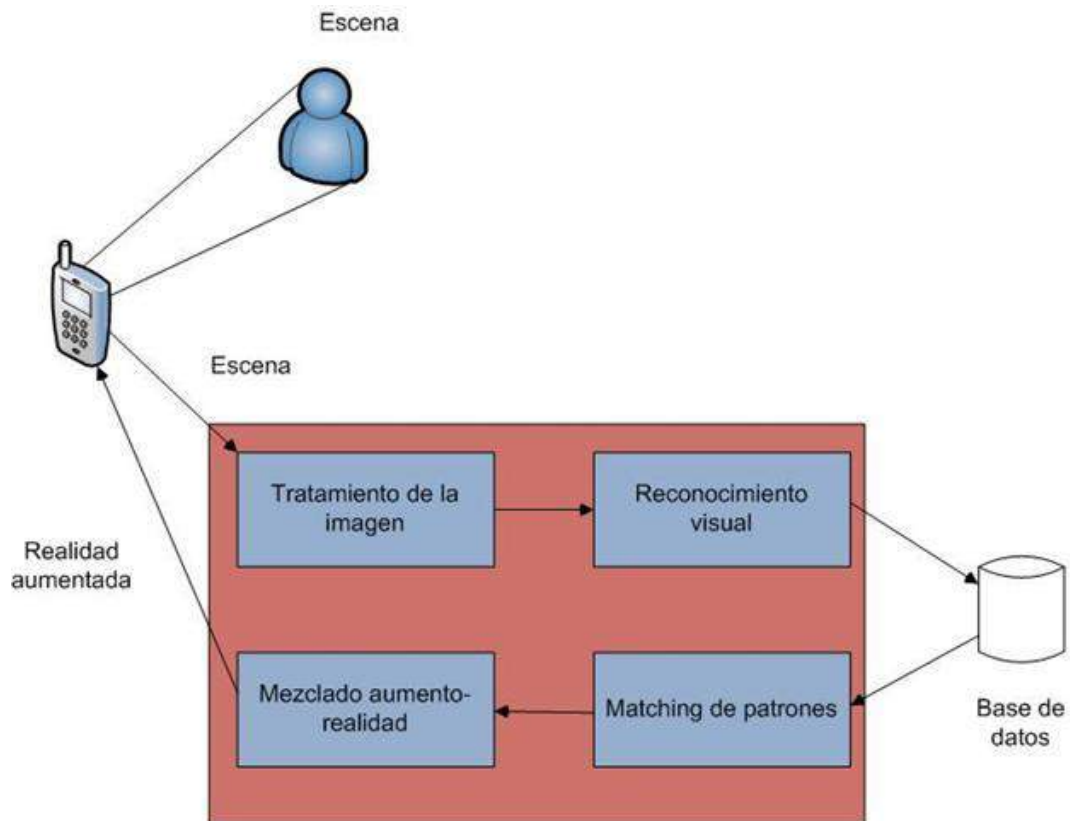 Escena
Escena
Tratamiento de la
imagen
Reconocimiento
visual
Realidad
aumentada
Mezclado aumento-
realidad
Matching de patrones
Base de
datos